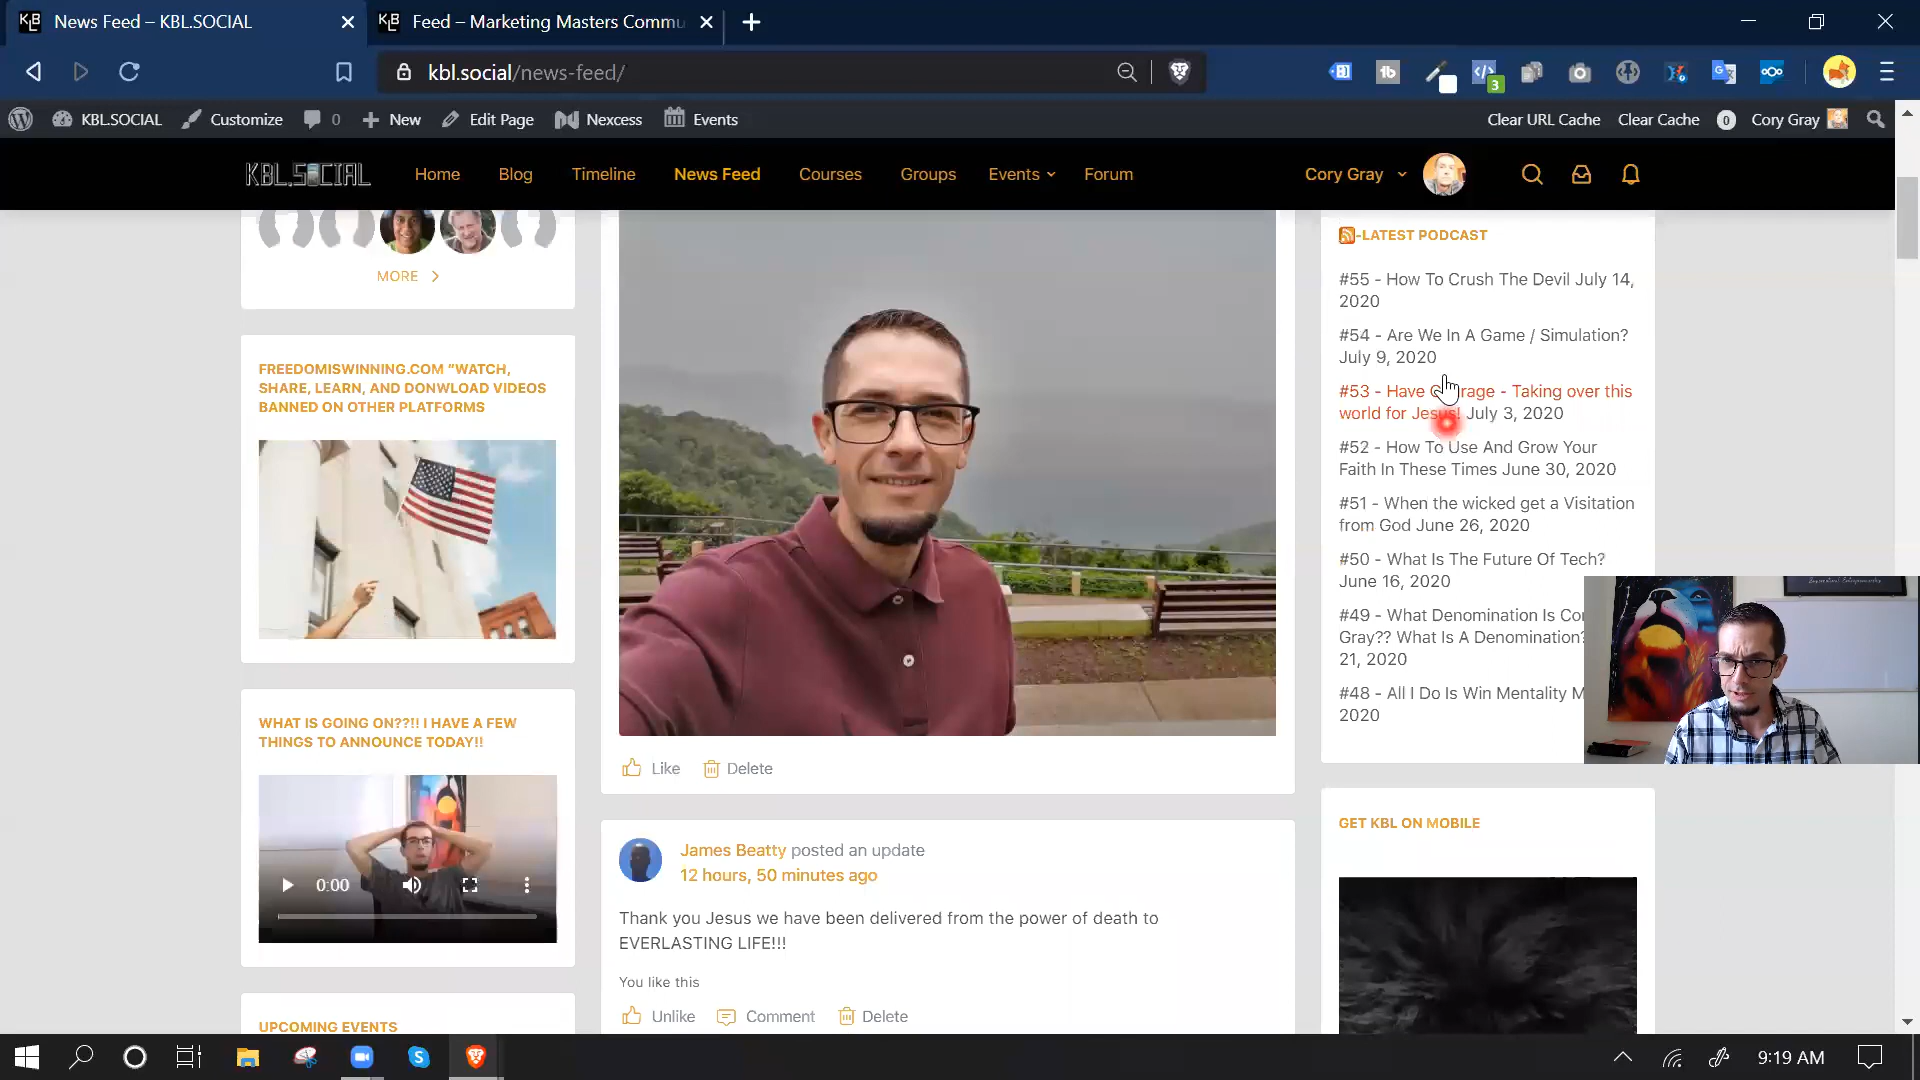 News Feed – KBL.SOCIAL
Feed – Marketing Masters Commu
kbl.social/news-feed/
3
KBL.SOCIAL
Customize
0
New
Edit Page
Nexcess
Events
Clear URL Cache
Clear Cache
0
Cory Gray
KBL.SOCIAL
Home
Blog
Timeline
News Feed
Courses
Groups
Events
Forum
Cory Gray
MORE
FREEDOMISWINNING.COM “WATCH,
SHARE, LEARN, AND DONWLOAD VIDEOS
BANNED ON OTHER PLATFORMS
WHAT IS GOING ON??!! I HAVE A FEW
THINGS TO ANNOUNCE TODAY!!
0:00
UPCOMING EVENTS
Like
Delete
James Beatty posted an update
12 hours, 50 minutes ago
Thank you Jesus we have been delivered from the power of death to
EVERLASTING LIFE!!!
You like this
Unlike
Comment
Delete
-LATEST PODCAST
#55 - How To Crush The Devil July 14,
2020
#54 - Are We In A Game / Simulation?
July 9, 2020
#53 - Have Courage - Taking over this
world for Jesus! July 3, 2020
#52 - How To Use And Grow Your
Faith In These Times June 30, 2020
#51 - When the wicked get a Visitation
from God June 26, 2020
#50 - What Is The Future Of Tech?
June 16, 2020
#49 - What Denomination Is Cor
Gray?? What Is A Denomination?
21, 2020
#48 - All I Do Is Win Mentality M
2020
GET KBL ON MOBILE
9:19 AM